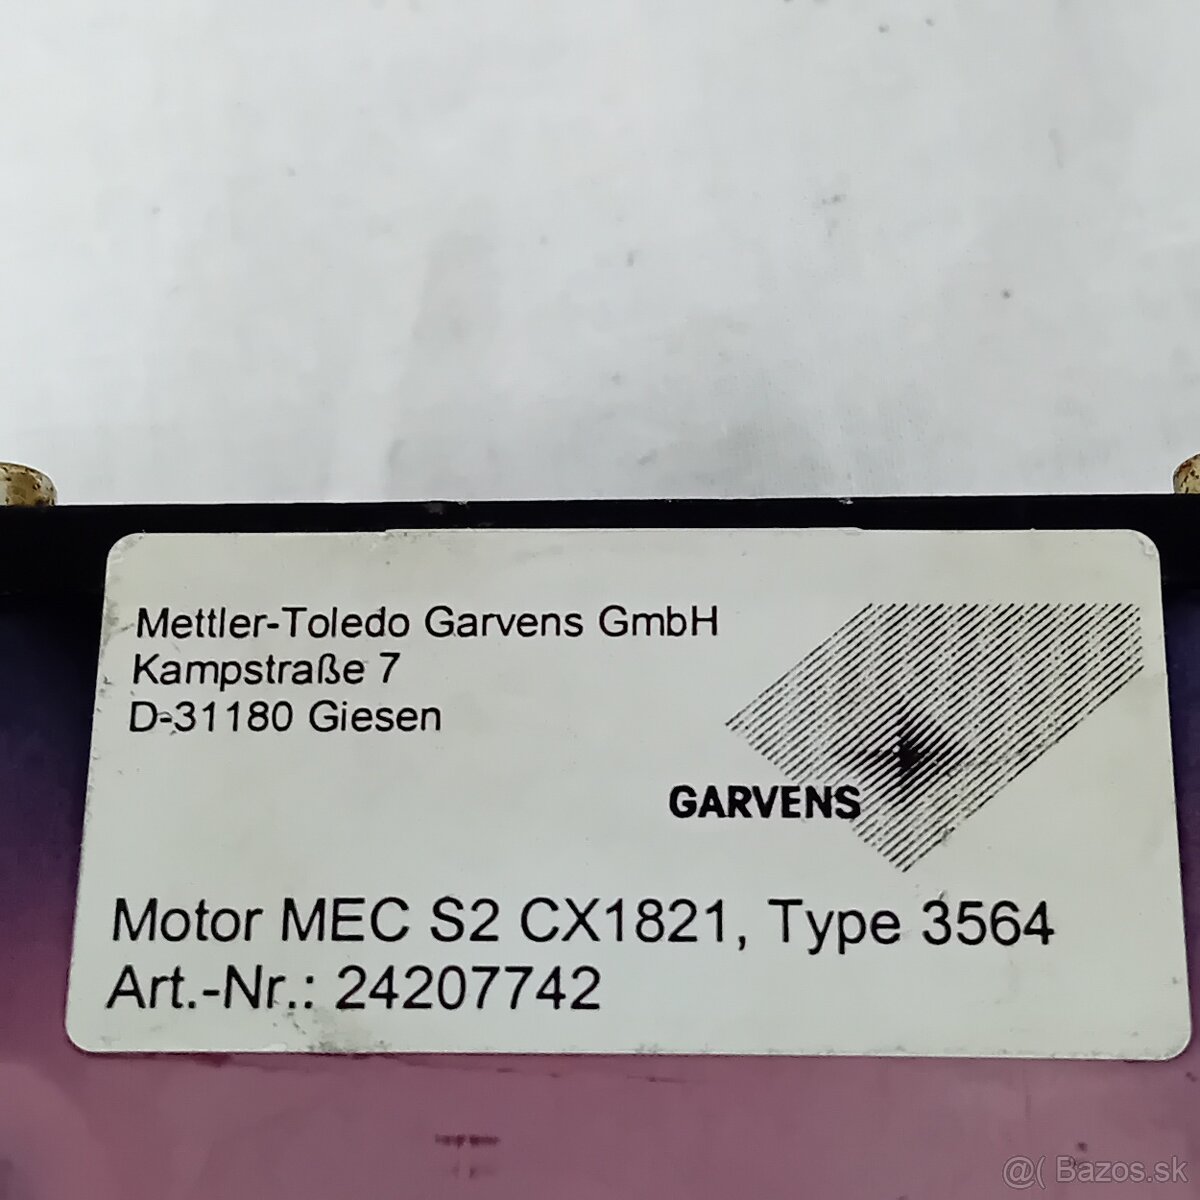 Mettler-Toledo Garvens GmbH
Kampstraße 7
D-31180 Giesen
GARVENS
Motor MEC S2 CX1821, Type 3564
Art.-Nr.: 24207742
@( Bazos.sk